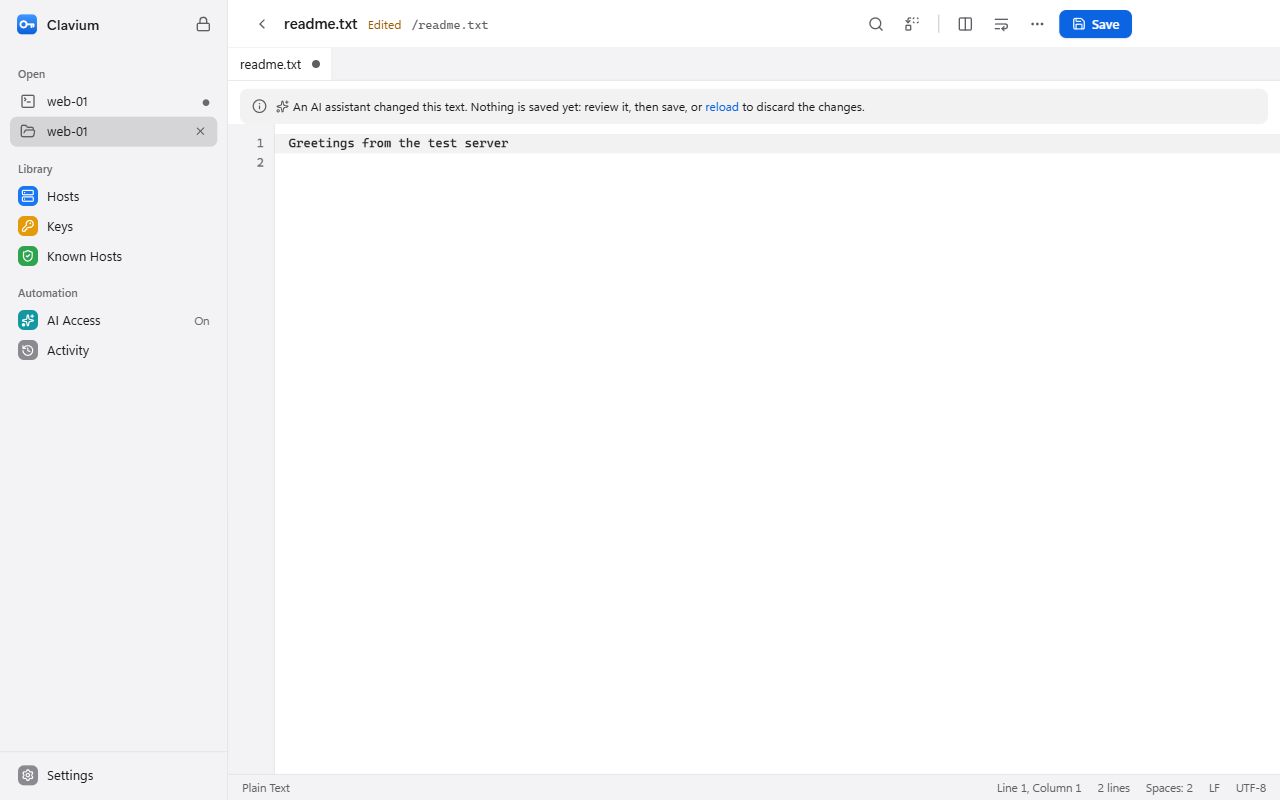 Clavium
Open
web-01
web-01
Library
Hosts
Keys
Known Hosts
Automation
AI Access On
Activity
Settings
readme.txt Edited /readme.txt
Save
readme.txt
An AI assistant changed this text. Nothing is saved yet: review it, then save, or reload to discard the changes.
1 Greetings from the test server
2
Plain Text Line 1, Column 1 2 lines Spaces: 2 LF UTF-8